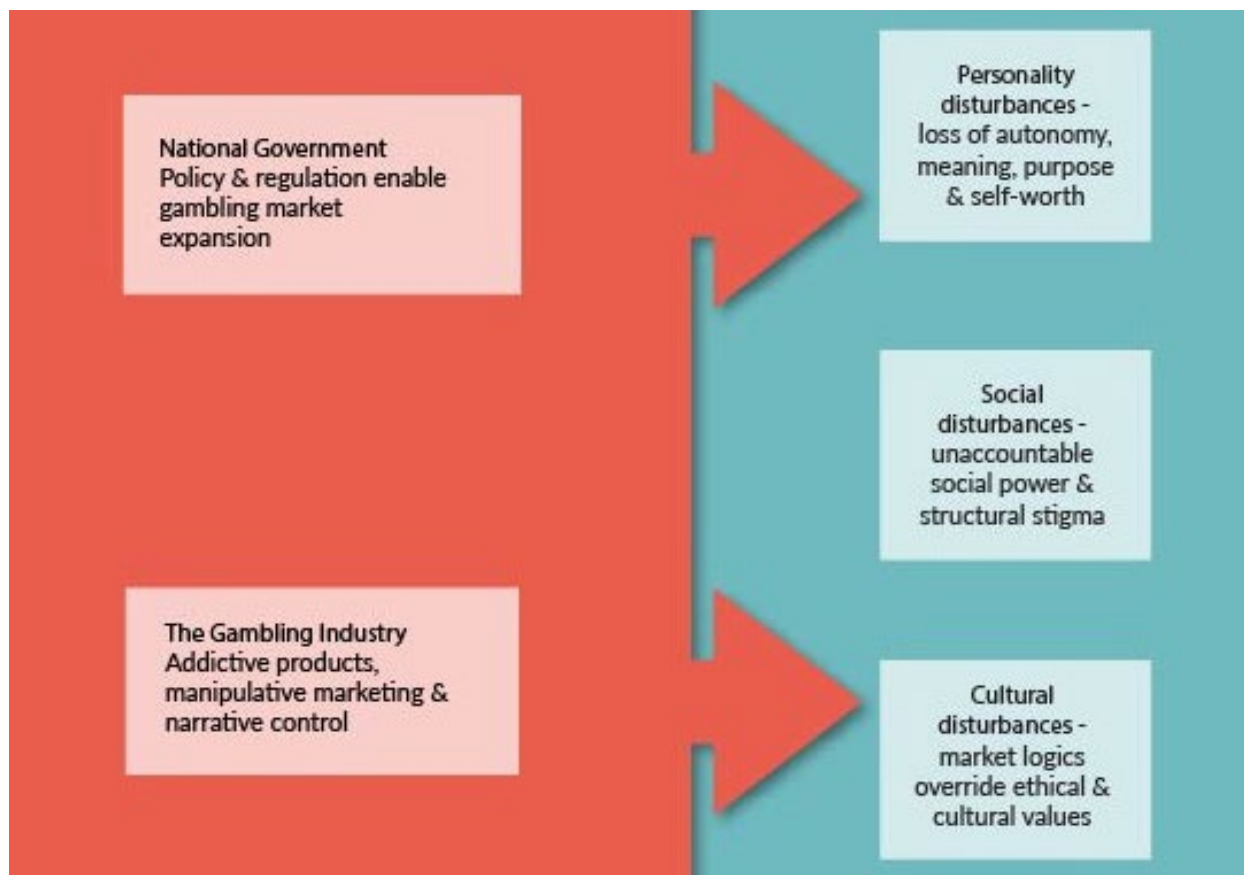 National Government
Policy & regulation enable
gambling market
expansion
The Gambling Industry
Addictive products,
manipulative marketing &
narrative control
Personality
disturbances -
loss of autonomy,
meaning, purpose
& self-worth
Social
disturbances -
unaccountable
social power &
structural stigma
Cultural
disturbances -
market logics
override ethical &
cultural values